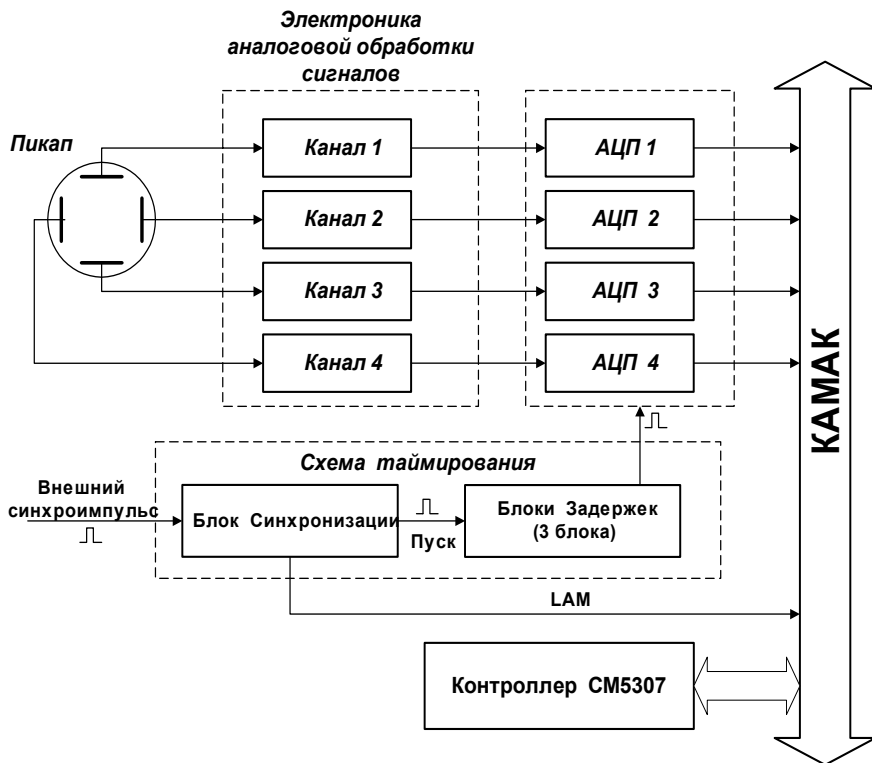 Электроника
аналоговой обработки
сигналов
Пикап
Канал 1
АЦП 1
Канал 2
АЦП 2
Канал 3
АЦП 3
Канал 4
АЦП 4
КАМАК
Схема таймирования
Внешний
синхроимпульс
Блок Синхронизации
Пуск
Блоки Задержек
(3 блока)
LAM
Контроллер СМ5307